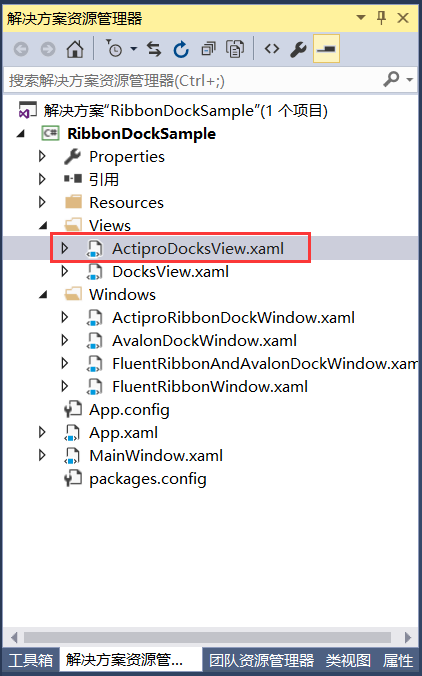 解决方案资源管理器
搜索解决方案资源管理器(Ctrl+;)
解决方案"RibbonDockSample"(1 个项目)
C# RibbonDockSample
Properties
引用
Resources
Views
ActiproDocksView.xaml
DocksView.xaml
Windows
ActiproRibbonDockWindow.xaml
AvalonDockWindow.xaml
FluentRibbonAndAvalonDockWindow.xam
FluentRibbonWindow.xaml
App.config
App.xaml
MainWindow.xaml
packages.config
工具箱 解决方案资源管... 团队资源管理器 类视图 属性